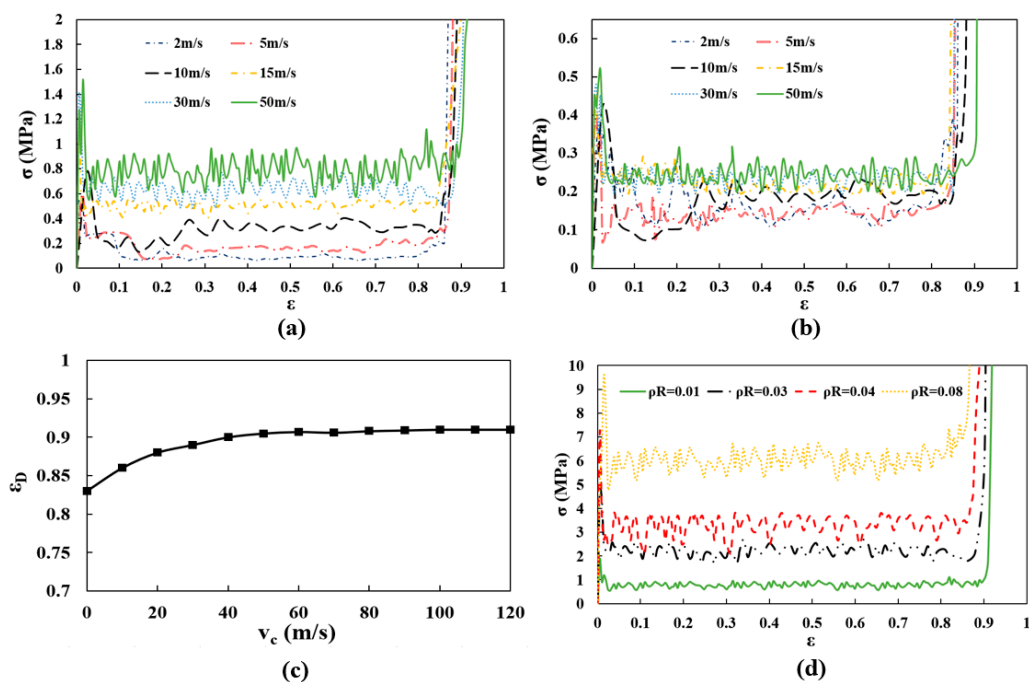 2
1.8
1.6
1.4
1.2
1
0.8
0.6
0.4
0.2
0
σ (MPa)
2m/s 5m/s
10m/s 15m/s
30m/s 50m/s
0 0.1 0.2 0.3 0.4 0.5 0.6 0.7 0.8 0.9 1
ε
(a)
0.6
0.5
0.4
0.3
0.2
0.1
0
σ (MPa)
2m/s 5m/s
10m/s 15m/s
30m/s 50m/s
0 0.1 0.2 0.3 0.4 0.5 0.6 0.7 0.8 0.9 1
ε
(b)
1
0.95
0.9
0.85
0.8
0.75
0.7
εD
0 20 40 60 80 100 120
vc (m/s)
(c)
10
9
8
7
6
5
4
3
2
1
0
σ (MPa)
ρR=0.01 ρR=0.03 ρR=0.04 ρR=0.08
0 0.1 0.2 0.3 0.4 0.5 0.6 0.7 0.8 0.9 1
ε
(d)